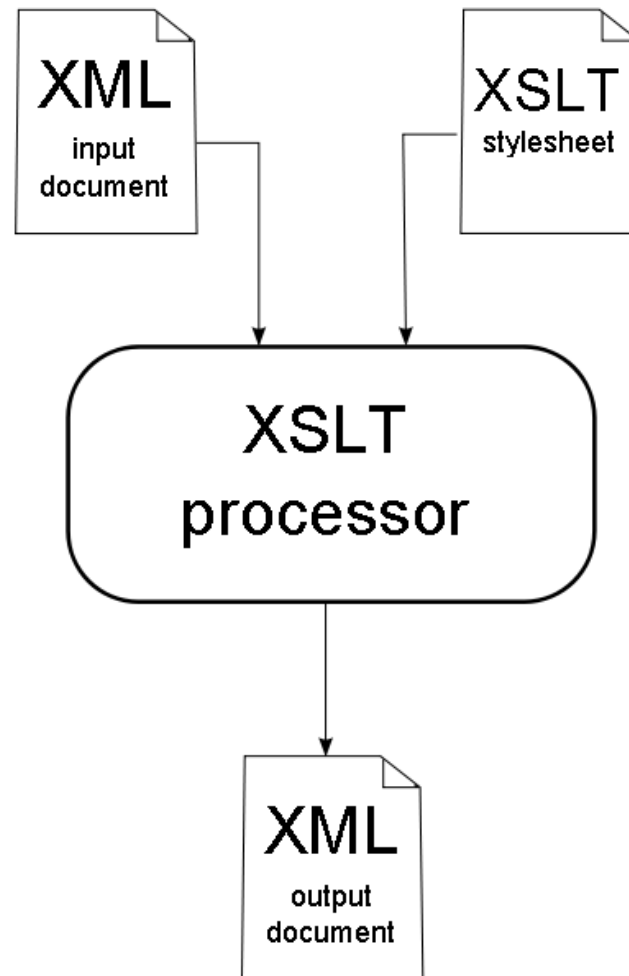 XML
input
document
XSLT
stylesheet
XSLT
processor
XML
output
document